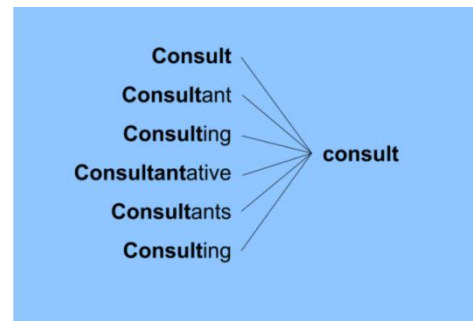 Consult
Consultant
Consulting
Consultantative
Consultants
Consulting
consult